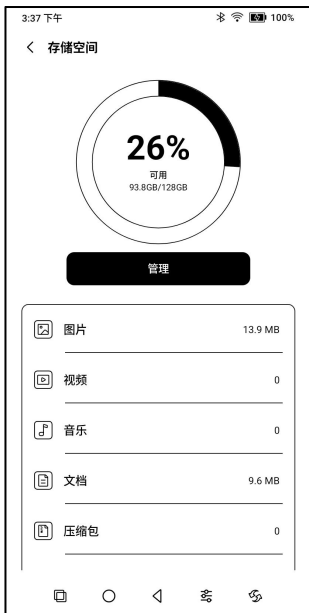 3:37 下午 100%
存储空间
26%
可用
93.8GB/128GB
管理
图片 13.9 MB
视频 0
音乐 0
文档 9.6 MB
压缩包 0